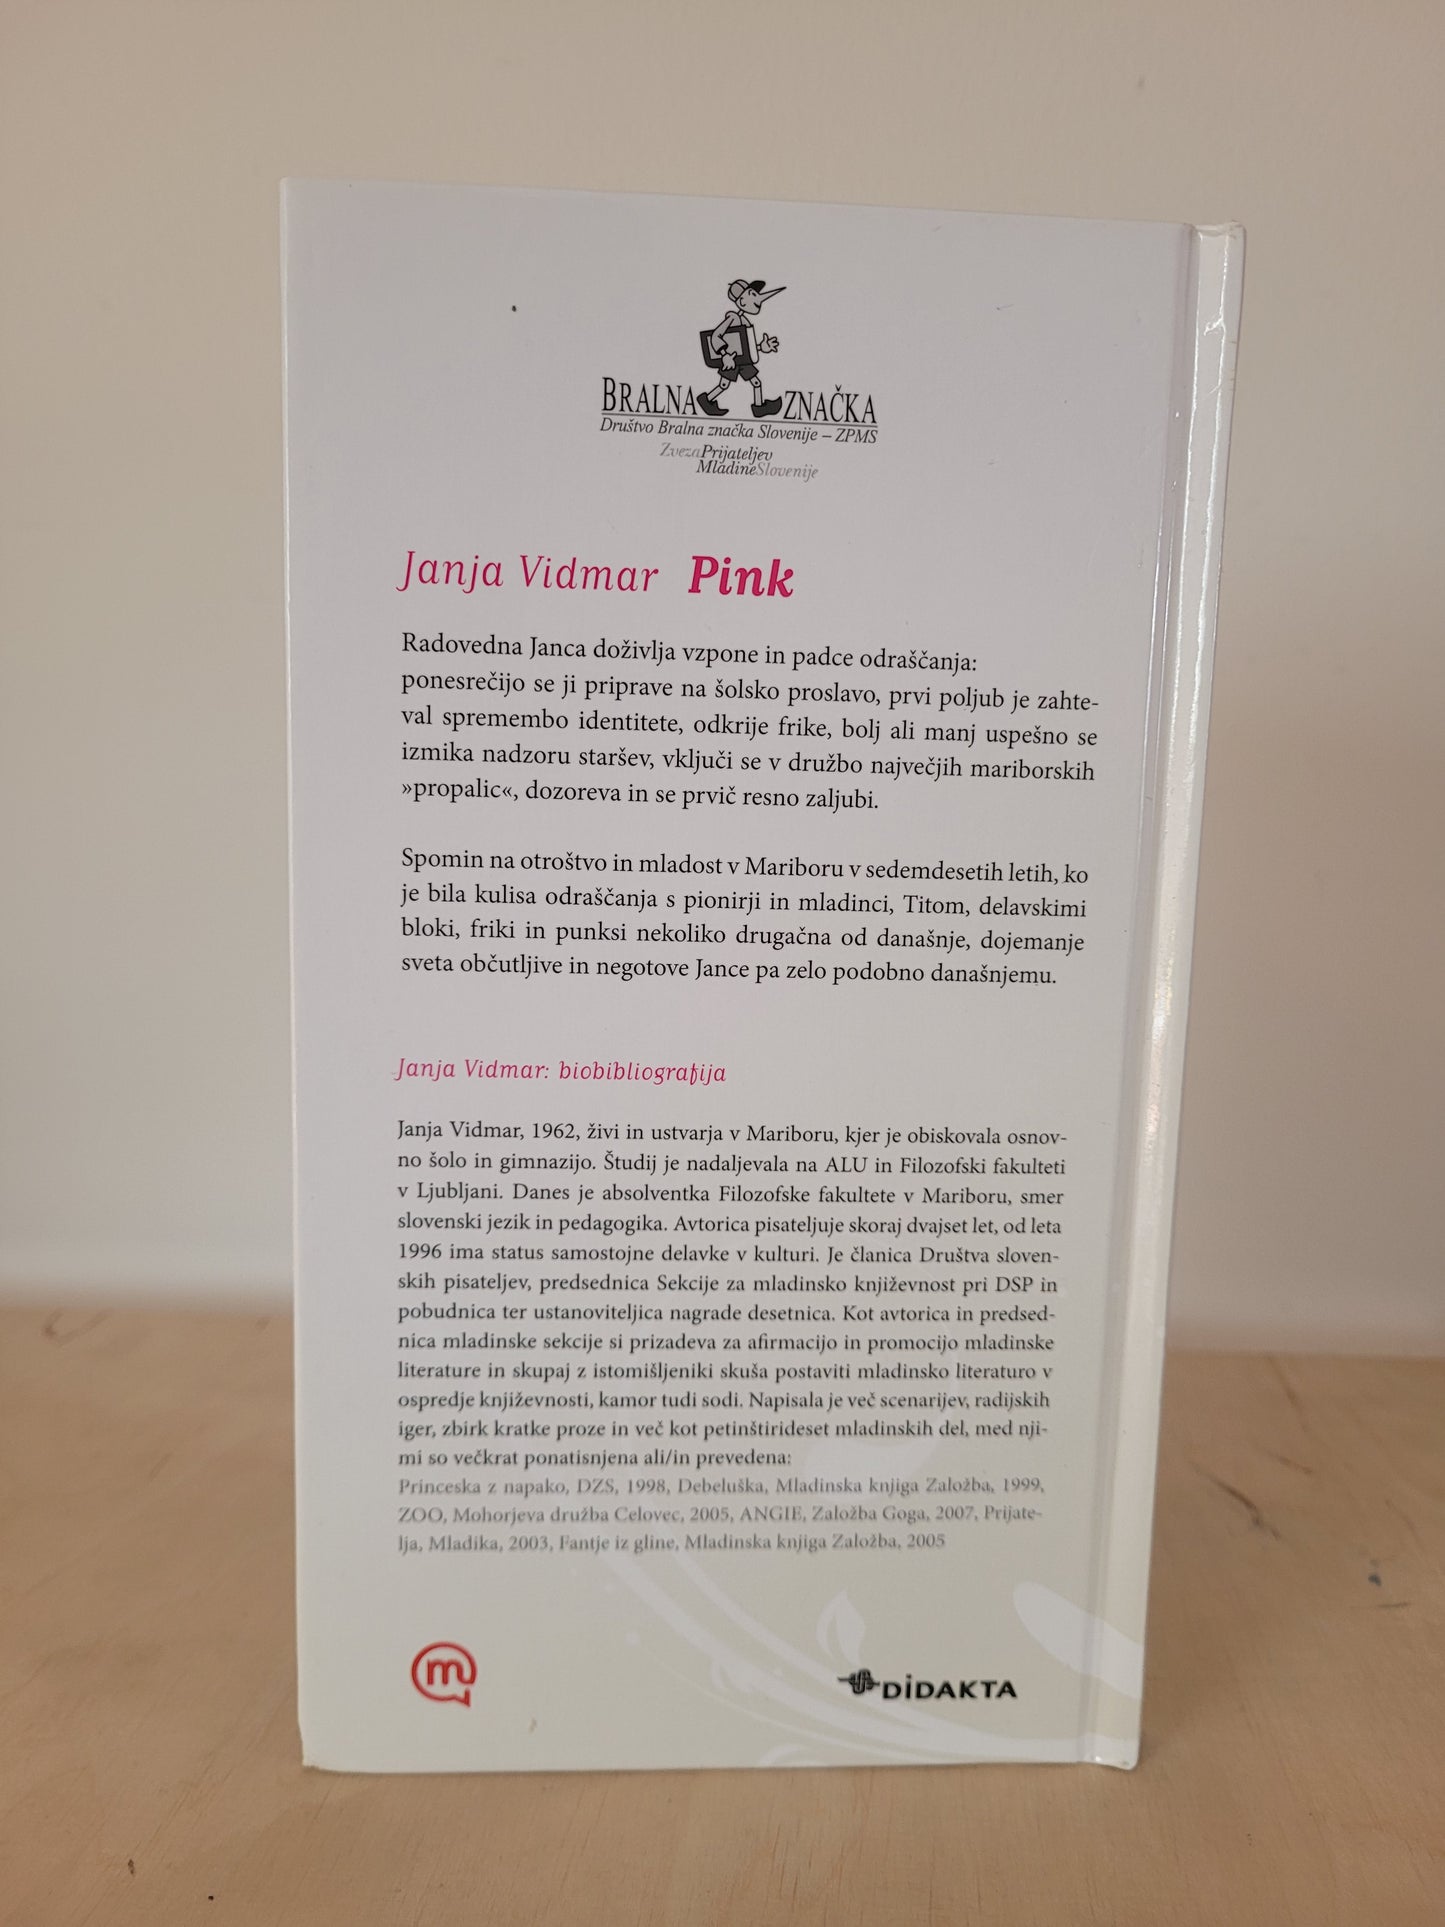 BRALNA ZNAČKA
Društvo Bralna značka Slovenije – ZPMS
ZvezaPrijateljev
MladineSlovenije
Janja Vidmar Pink
Radovedna Janca doživlja vzpone in padce odraščanja:
ponesrečijo se ji priprave na šolsko proslavo, prvi poljub je zahte-
val spremembo identitete, odkrije frike, bolj ali manj uspešno se
izmika nadzoru staršev, vključi se v družbo največjih mariborskih
»propalic«, dozoreva in se prvič resno zaljubi.
Spomin na otroštvo in mladost v Mariboru v sedemdesetih letih, ko
je bila kulisa odraščanja s pionirji in mladinci, Titom, delavskimi
bloki, friki in punksi nekoliko drugačna od današnje, dojemanje
sveta občutljive in negotove Jance pa zelo podobno današnjemu.
Janja Vidmar: biobibliografija
Janja Vidmar, 1962, živi in ustvarja v Mariboru, kjer je obiskovala osnov-
no šolo in gimnazijo. Študij je nadaljevala na ALU in Filozofski fakulteti
v Ljubljani. Danes je absolventka Filozofske fakultete v Mariboru, smer
slovenski jezik in pedagogika. Avtorica pisateljuje skoraj dvajset let, od leta
1996 ima status samostojne delavke v kulturi. Je članica Društva sloven-
skih pisateljev, predsednica Sekcije za mladinsko književnost pri DSP in
pobudnica ter ustanoviteljica nagrade desetnica. Kot avtorica in predsed-
nica mladinske sekcije si prizadeva za afirmacijo in promocijo mladinske
literature in skupaj z istomišljeniki skuša postaviti mladinsko literaturo v
ospredje književnosti, kamor tudi sodi. Napisala je več scenarijev, radijskih
iger, zbirk kratke proze in več kot petinštirideset mladinskih del, med nji-
mi so večkrat ponatisnjena ali/in prevedena:
Princeska z napako, DZS, 1998, Debeluška, Mladinska knjiga Založba, 1999,
ZOO, Mohorjeva družba Celovec, 2005, ANGIE, Založba Goga, 2007, Prijate-
lja, Mladika, 2003, Fantje iz gline, Mladinska knjiga Založba, 2005
m
DIDAKTA